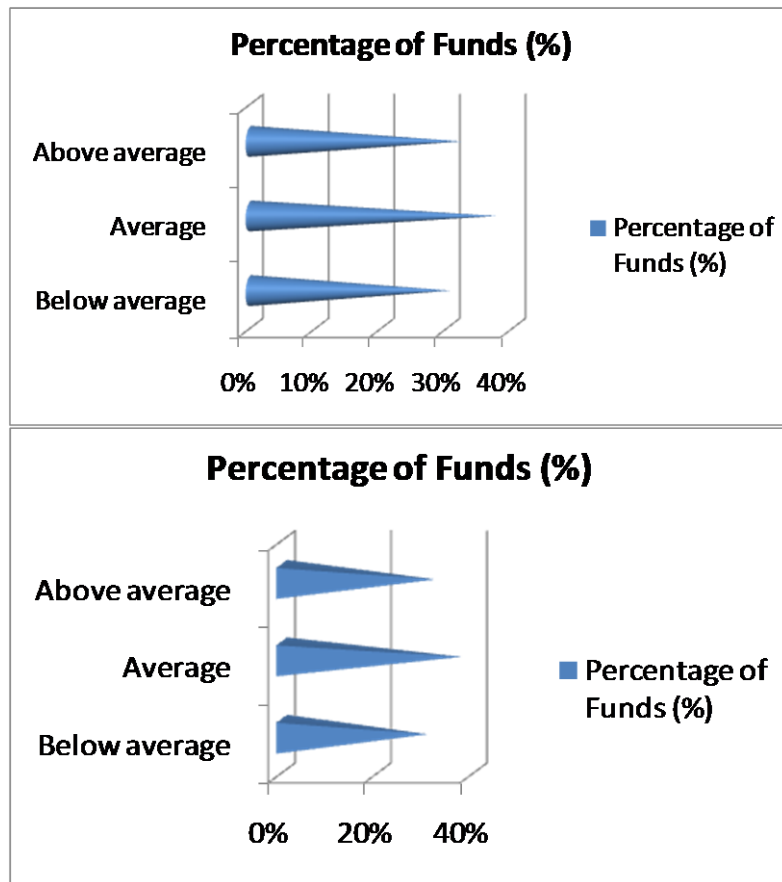 Percentage of Funds (%)
Above average
Average
Below average
Percentage of
Funds (%)
0% 10% 20% 30% 40%
Percentage of Funds (%)
Above average
Average
Below average
Percentage of
Funds (%)
0% 20% 40%